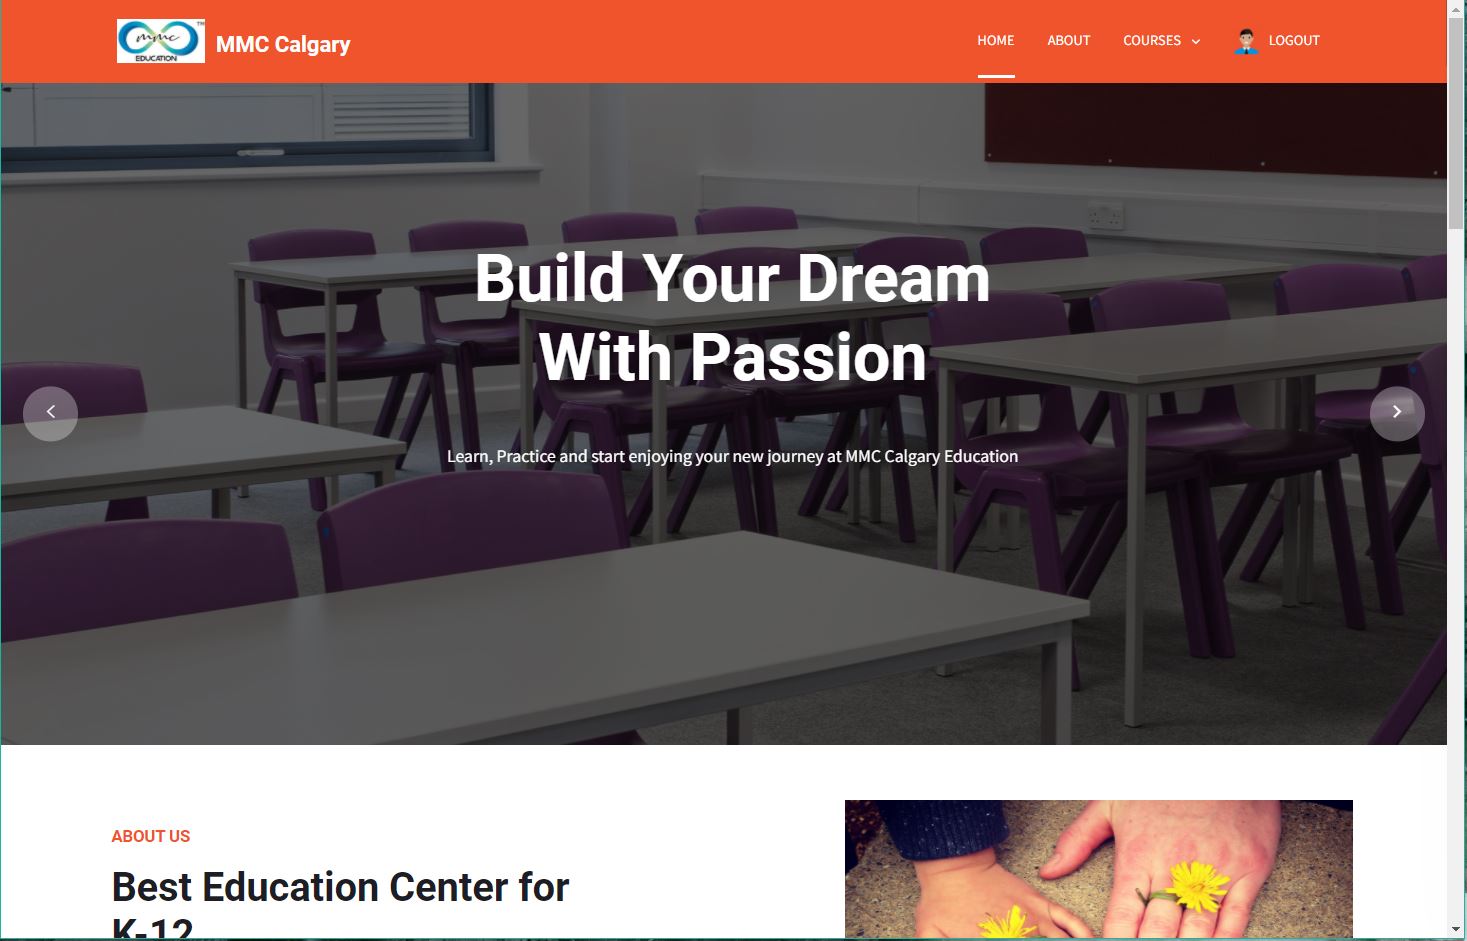 mmc
TM
EDUCATION
MMC Calgary
HOME
ABOUT
COURSES
LOGOUT
Build Your Dream
With Passion
Learn, Practice and start enjoying your new journey at MMC Calgary Education
ABOUT US
Best Education Center for
K-12